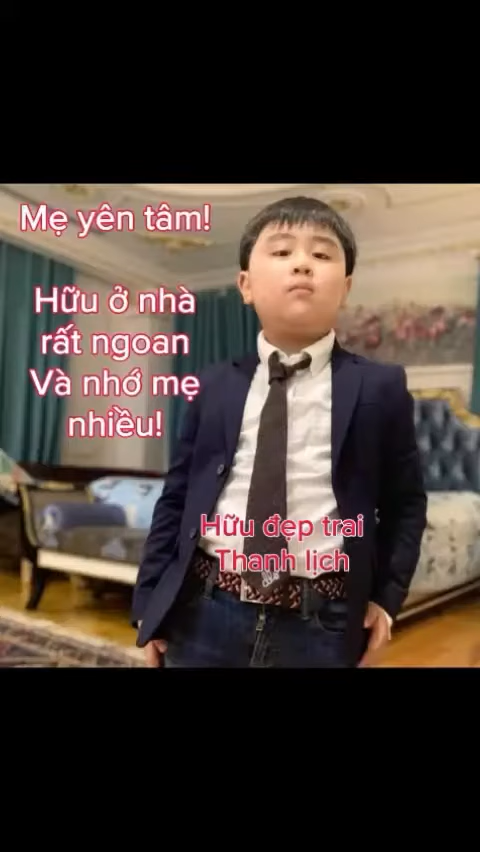 Mẹ yên tâm!
Hữu ở nhà
rất ngoan
Và nhớ mẹ
nhiều!
Hữu đẹp trai
Thanh lịch